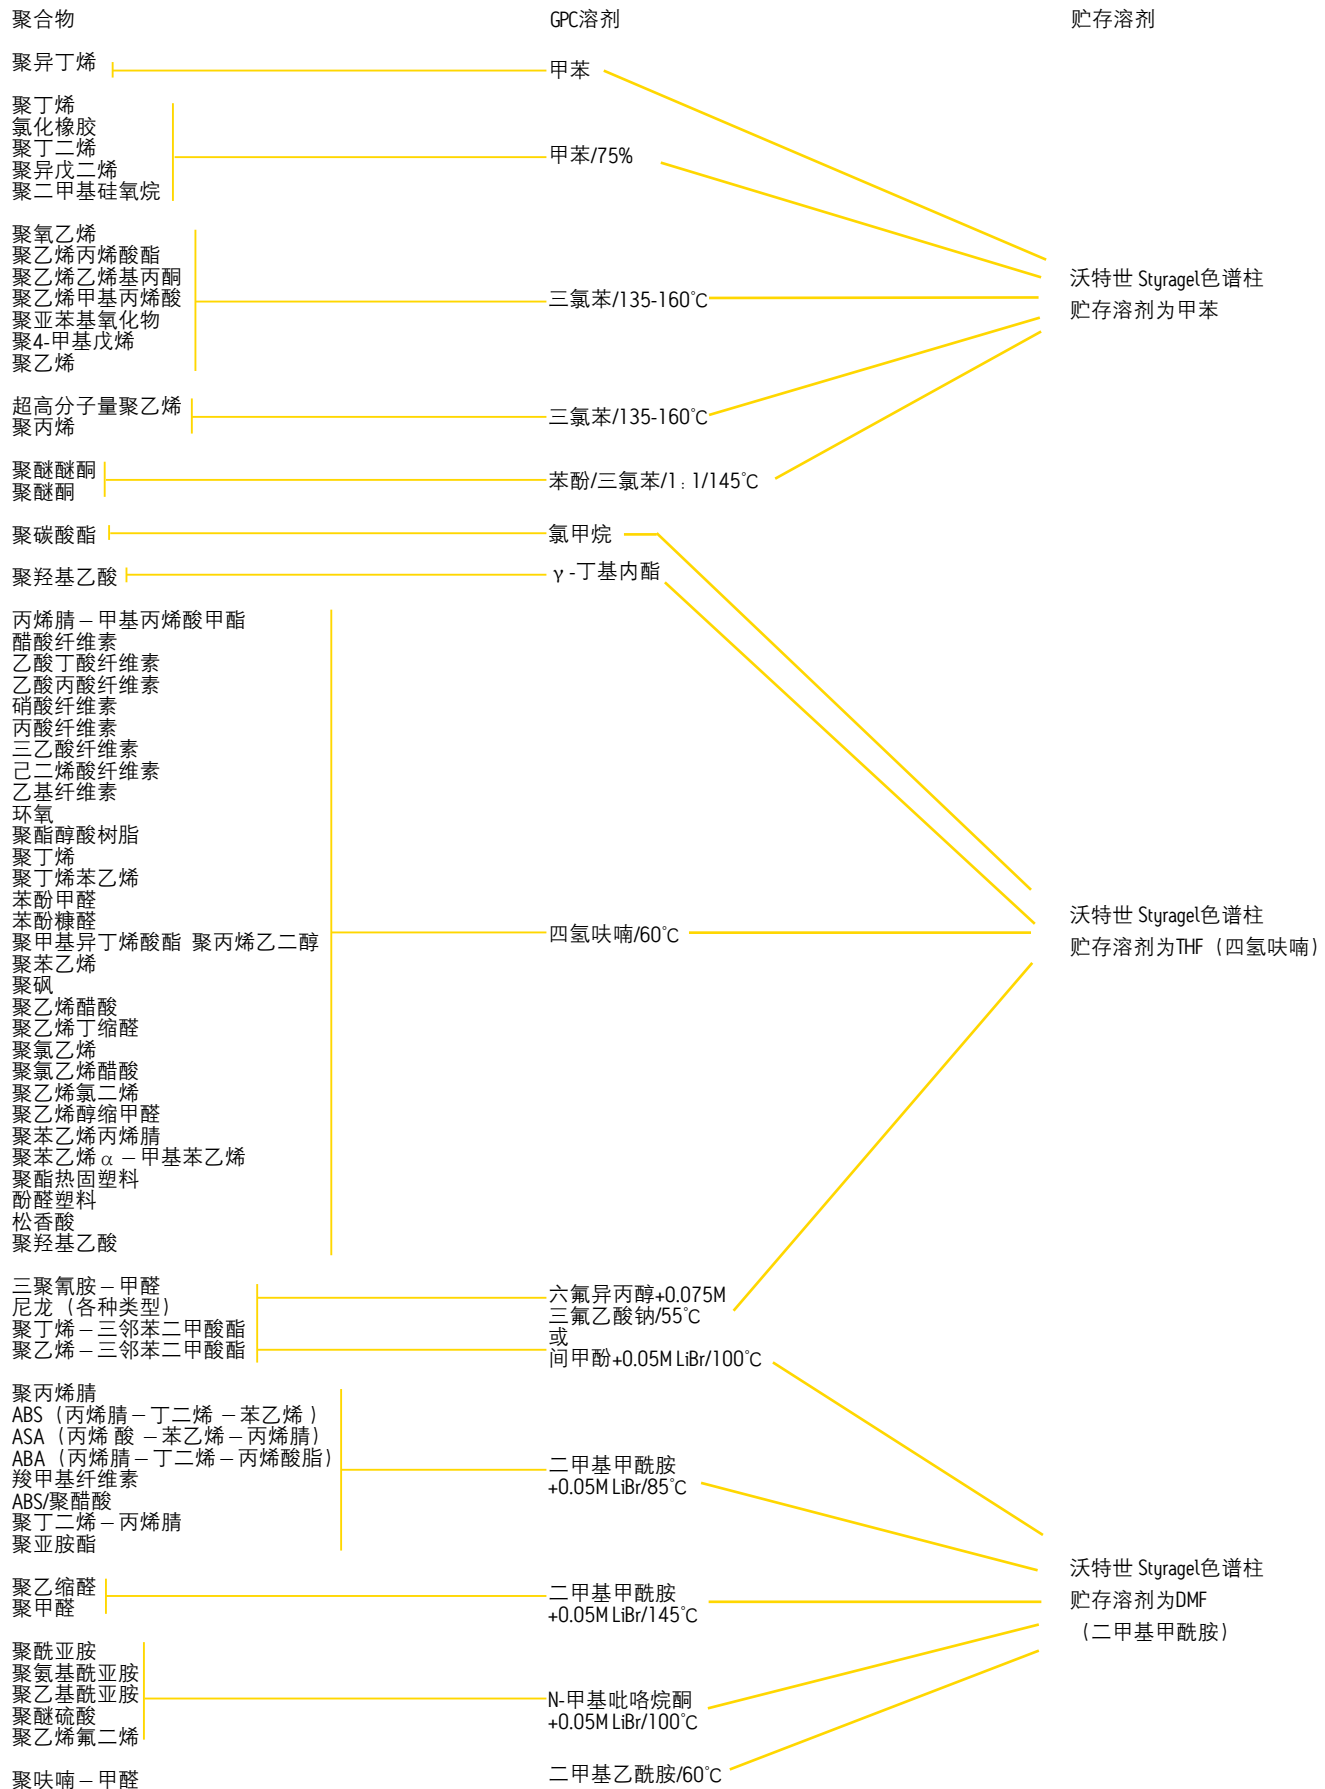 聚合物 GPC溶剂 贮存溶剂
聚异丁烯
甲苯
聚丁烯
氯化橡胶
聚丁二烯
聚异戊二烯
聚二甲基硅氧烷
甲苯/75%
聚氧乙烯
聚乙烯丙烯酸酯
聚乙烯乙烯基丙酮
聚乙烯甲基丙烯酸
聚亚苯基氧化物
聚4-甲基戊烯
聚乙烯
三氯苯/135-160°C
沃特世 Styragel色谱柱
贮存溶剂为甲苯
超高分子量聚乙烯
聚丙烯
三氯苯/135-160°C
聚醚醚酮
聚醚酮
苯酚/三氯苯/1：1/145°C
聚碳酸酯
氯甲烷
聚羟基乙酸
γ-丁基内酯
丙烯腈－甲基丙烯酸甲酯
醋酸纤维素
乙酸丁酸纤维素
乙酸丙酸纤维素
硝酸纤维素
丙酸纤维素
三乙酸纤维素
己二烯酸纤维素
乙基纤维素
环氧
聚酯醇酸树脂
聚丁烯
聚丁烯苯乙烯
苯酚甲醛
苯酚糠醛
聚甲基异丁烯酸酯 聚丙烯乙二醇
聚苯乙烯
聚砜
聚乙烯醋酸
聚乙烯丁缩醛
聚氯乙烯
聚氯乙烯醋酸
聚乙烯氯二烯
聚乙烯醇缩甲醛
聚苯乙烯丙烯腈
聚苯乙烯α－甲基苯乙烯
聚酯热固塑料
酚醛塑料
松香酸
聚羟基乙酸
四氢呋喃/60°C
沃特世 Styragel色谱柱
贮存溶剂为THF（四氢呋喃）
三聚氰胺－甲醛
尼龙（各种类型）
聚丁烯－三邻苯二甲酸酯
聚乙烯－三邻苯二甲酸酯
六氟异丙醇+0.075M
三氟乙酸钠/55°C
或
间甲酚+0.05M LiBr/100°C
聚丙烯腈
ABS（丙烯腈－丁二烯－苯乙烯）
ASA（丙烯 酸－苯乙烯－丙烯腈）
ABA（丙烯腈－丁二烯－丙烯酸脂）
羧甲基纤维素
ABS/聚醋酸
聚丁二烯－丙烯腈
聚亚胺酯
二甲基甲酰胺
+0.05M LiBr/85°C
聚乙缩醛
聚甲醛
二甲基甲酰胺
+0.05M LiBr/145°C
沃特世 Styragel色谱柱
贮存溶剂为DMF
（二甲基甲酰胺）
聚酰亚胺
聚氨基酰亚胺
聚乙基酰亚胺
聚醚硫酸
聚乙烯氟二烯
N-甲基吡咯烷酮
+0.05M LiBr/100°C
聚呋喃－甲醛
二甲基乙酰胺/60°C